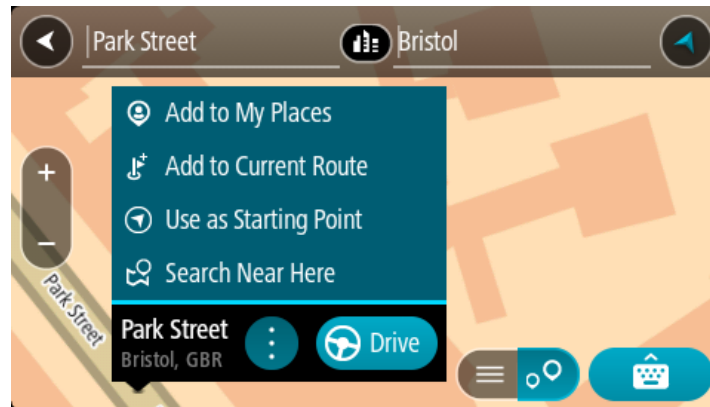 Park Street Bristol
Add to My Places
Add to Current Route
Use as Starting Point
Search Near Here
+
−
Park Street
Park Street
Bristol, GBR
Drive